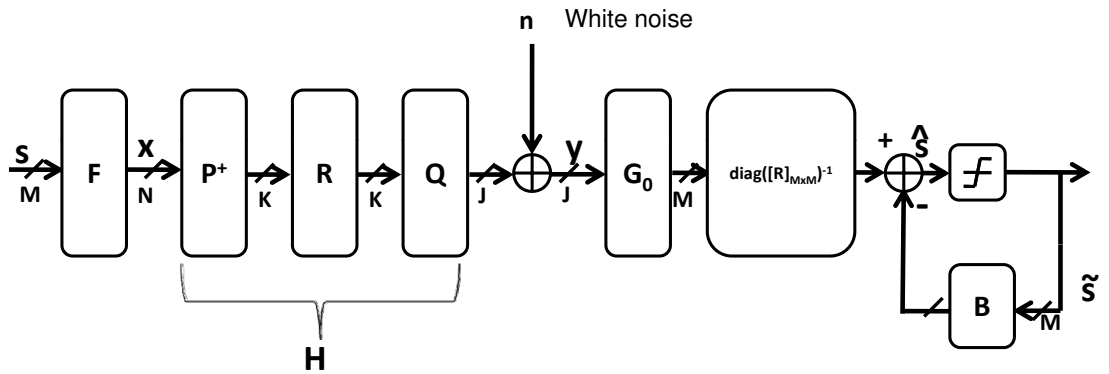 n White noise
s M
F
x N
P⁺
K
R
K
Q
J
y J
G₀
M
diag([R]ₘₓₘ)⁻¹
+
ŝ
-
B
M
s̃
H